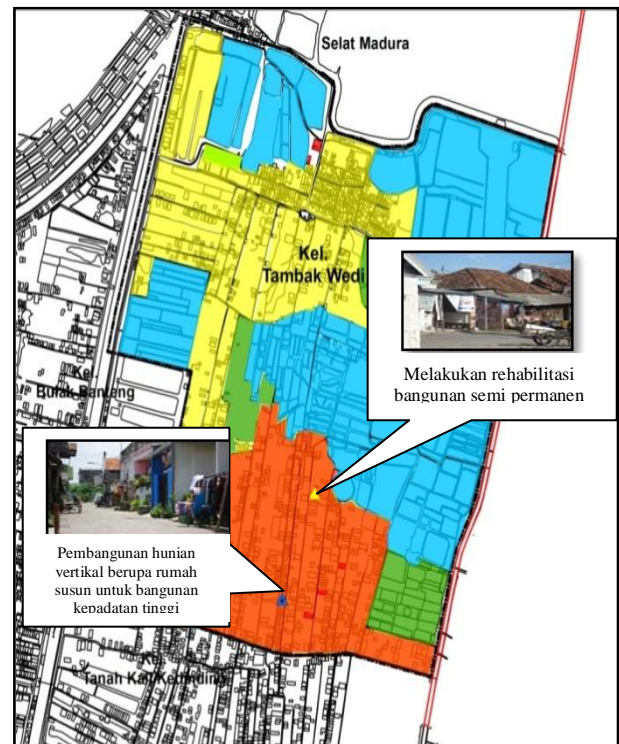 Selat Madura
Kel.
Tambak Wedi
Melakukan rehabilitasi
bangunan semi permanen
Kel.
Bulak Banteng
Pembangunan hunian
vertikal berupa rumah
susun untuk bangunan
kepadatan tinggi
Kel.
Tanah Kali Kedinding